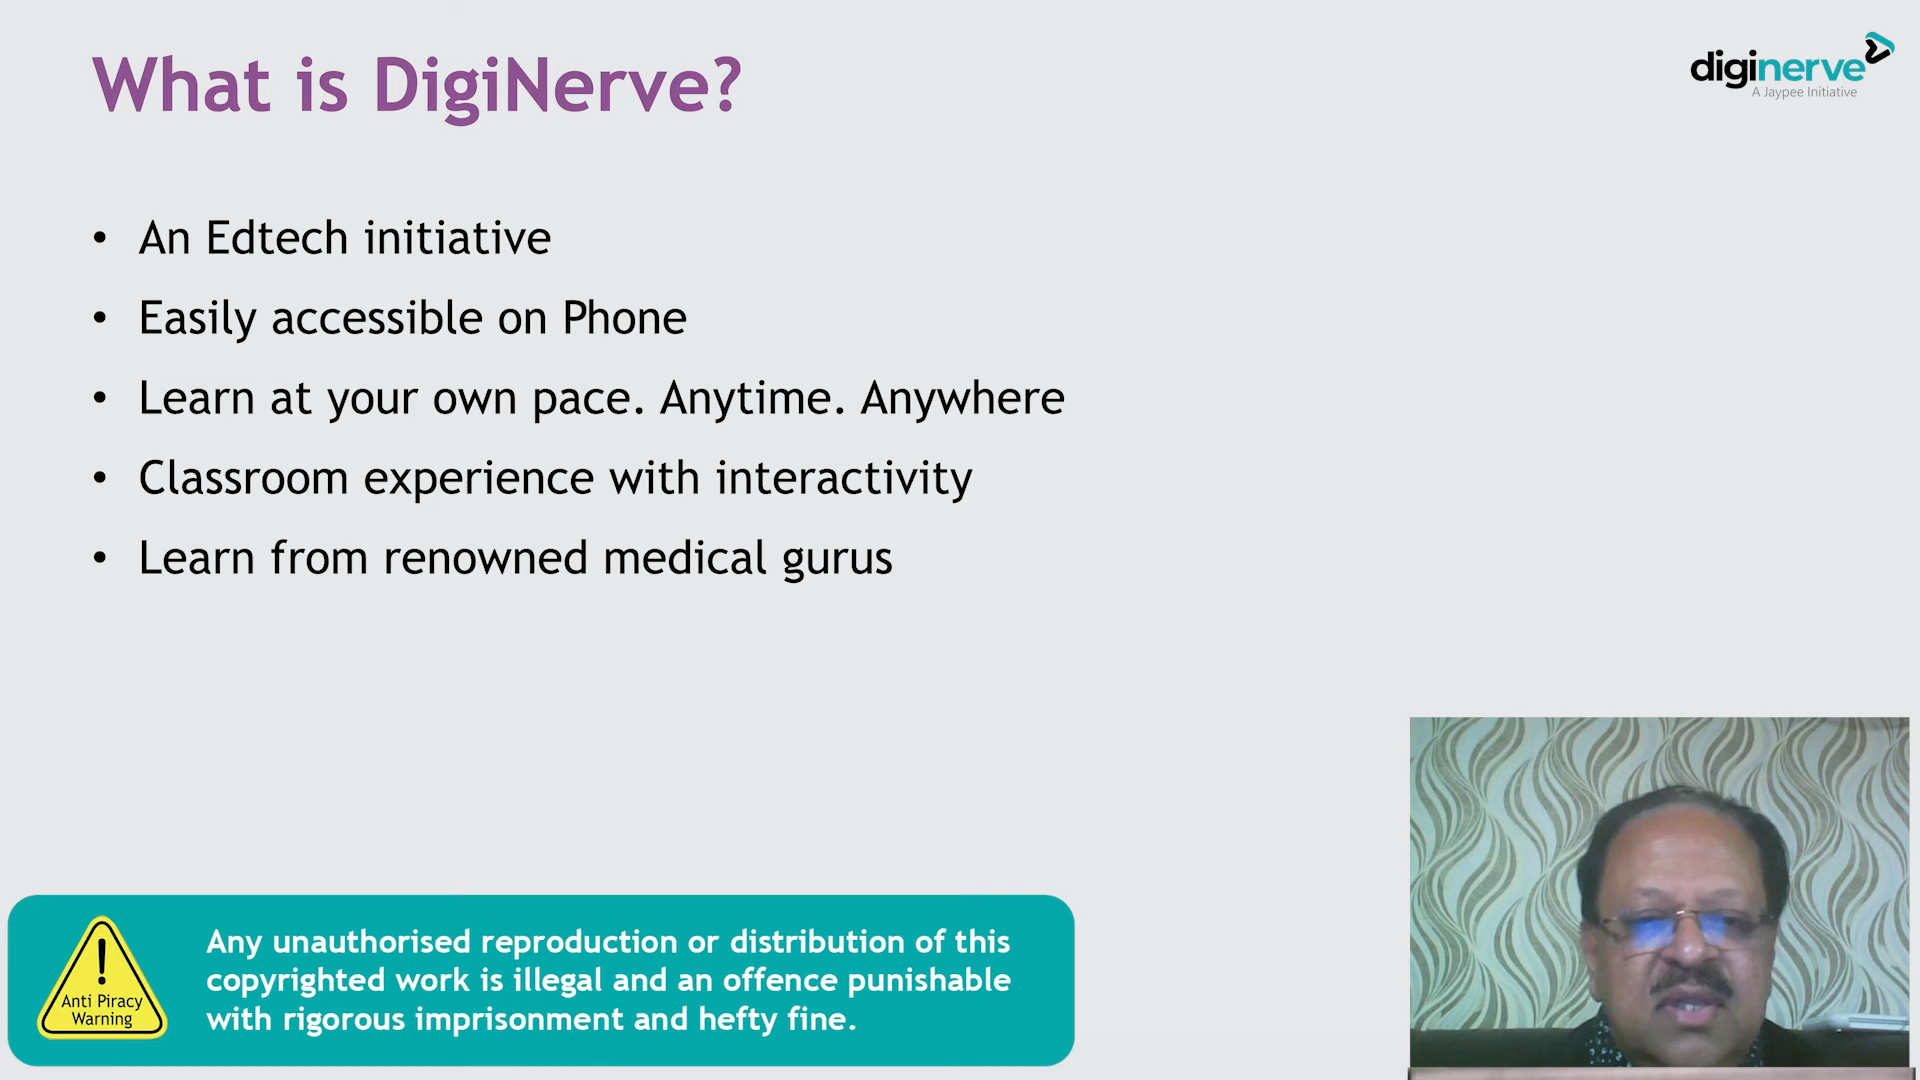 What is DigiNerve?
diginerve
A Jaypee Initiative
• An Edtech initiative
• Easily accessible on Phone
• Learn at your own pace. Anytime. Anywhere
• Classroom experience with interactivity
• Learn from renowned medical gurus
!
Anti Piracy
Warning
Any unauthorised reproduction or distribution of this
copyrighted work is illegal and an offence punishable
with rigorous imprisonment and hefty fine.